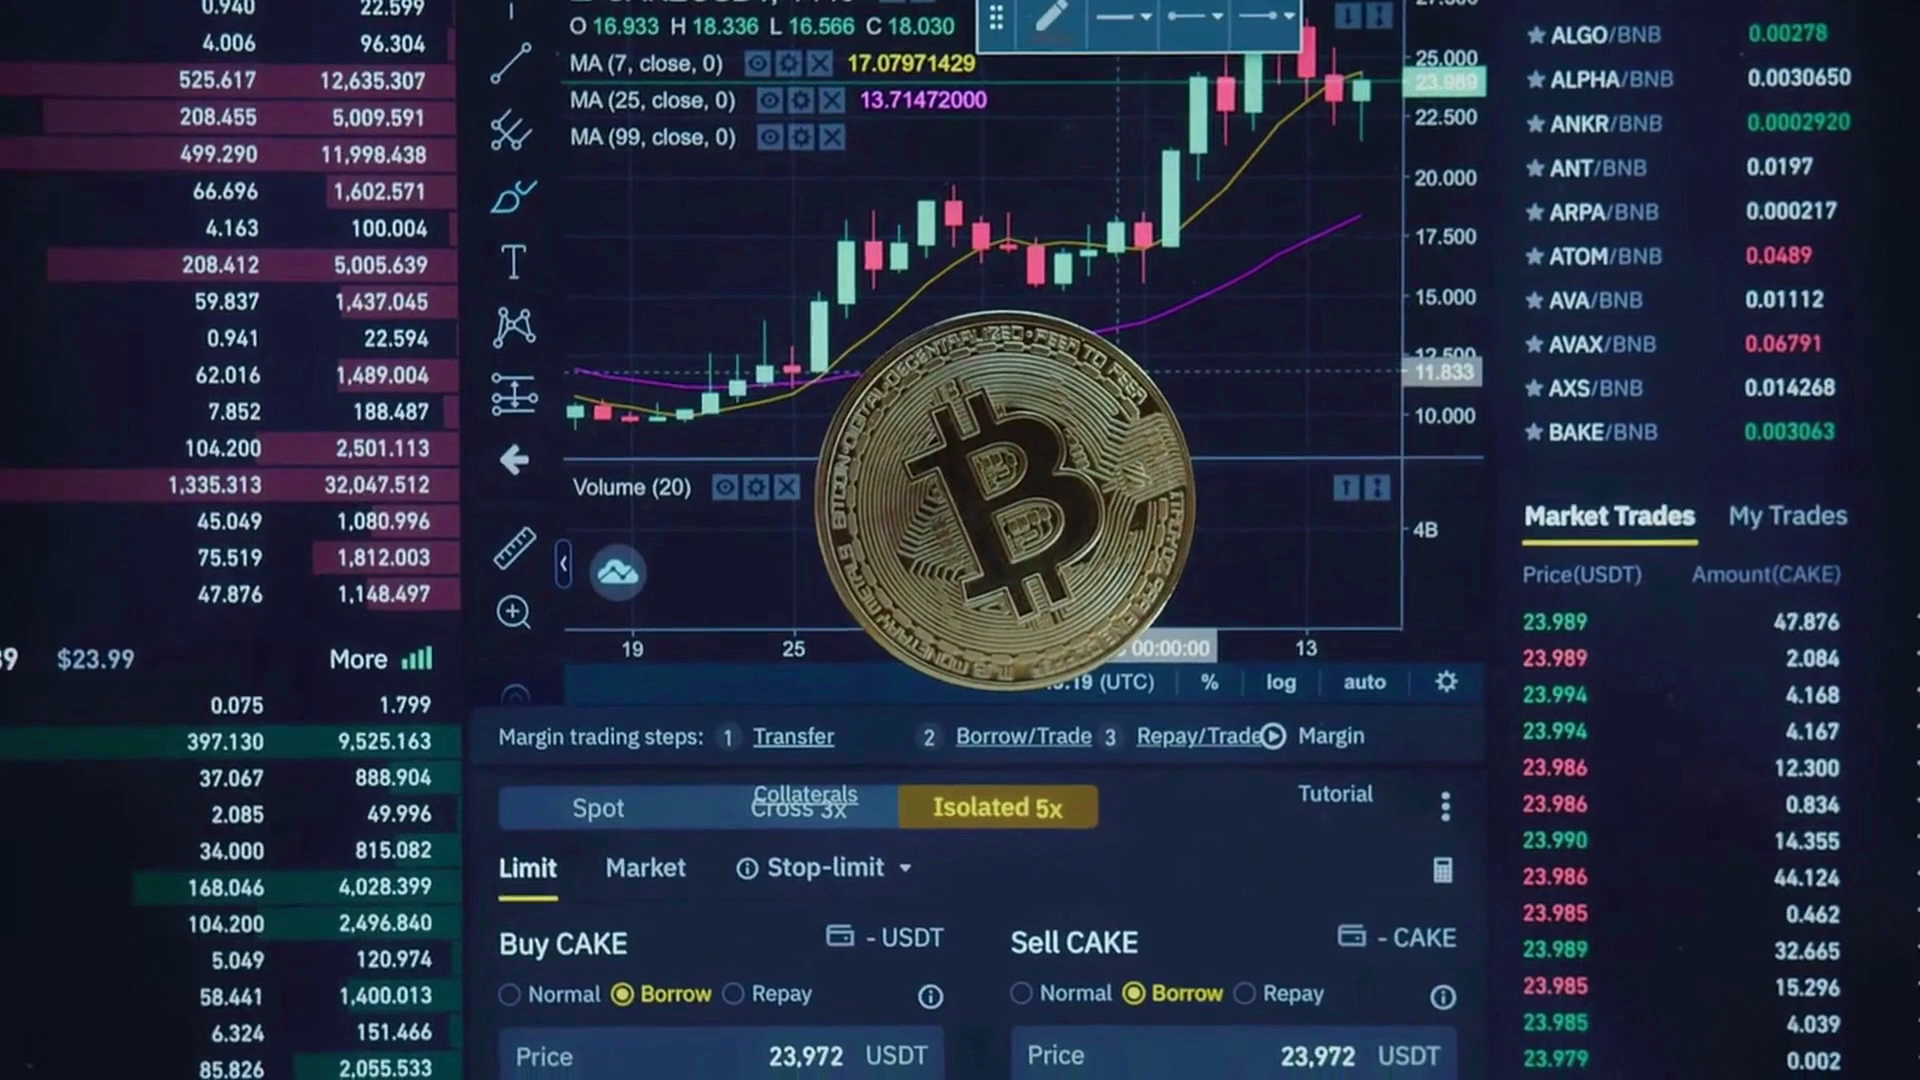 0.940 22.599
4.006 96.304
525.617 12,635.307
208.455 5,009.591
499.290 11,998.438
66.696 1,602.571
4.163 100.004
208.412 5,005.639
59.837 1,437.045
0.941 22.594
62.016 1,489.004
7.852 188.487
104.200 2,501.113
1,335.313 32,047.512
45.049 1,080.996
75.519 1,812.003
47.876 1,148.497
$23.99 More
0.075 1.799
397.130 9,525.163
37.067 888.904
2.085 49.996
34.000 815.082
168.046 4,028.399
104.200 2,496.840
5.049 120.974
58.441 1,400.013
6.324 151.466
85.826 2,055.533
O 16.933 H 18.336 L 16.566 C 18.030
MA (7, close, 0) 17.07971429
MA (25, close, 0) 13.71472000
MA (99, close, 0)
25.000
23.989
22.500
20.000
17.500
15.000
12.500
11.833
10.000
Volume (20)
4B
19 25 00:00:00 13
(UTC) % log auto
DECENTRALIZED • PEER TO PEER
Margin trading steps: 1 Transfer 2 Borrow/Trade 3 Repay/Trade Margin
Collaterals Tutorial
Spot Cross 3x Isolated 5x
Limit Market Stop-limit
Buy CAKE - USDT Sell CAKE - CAKE
Normal Borrow Repay Normal Borrow Repay
Price 23,972 USDT Price 23,972 USDT
ALGO/BNB 0.00278
ALPHA/BNB 0.0030650
ANKR/BNB 0.0002920
ANT/BNB 0.0197
ARPA/BNB 0.000217
ATOM/BNB 0.0489
AVA/BNB 0.01112
AVAX/BNB 0.06791
AXS/BNB 0.014268
BAKE/BNB 0.003063
Market Trades My Trades
Price(USDT) Amount(CAKE)
23.989 47.876
23.989 2.084
23.994 4.168
23.994 4.167
23.986 12.300
23.986 0.834
23.990 14.355
23.986 44.124
23.985 0.462
23.989 32.665
23.985 15.296
23.985 4.039
23.979 0.002